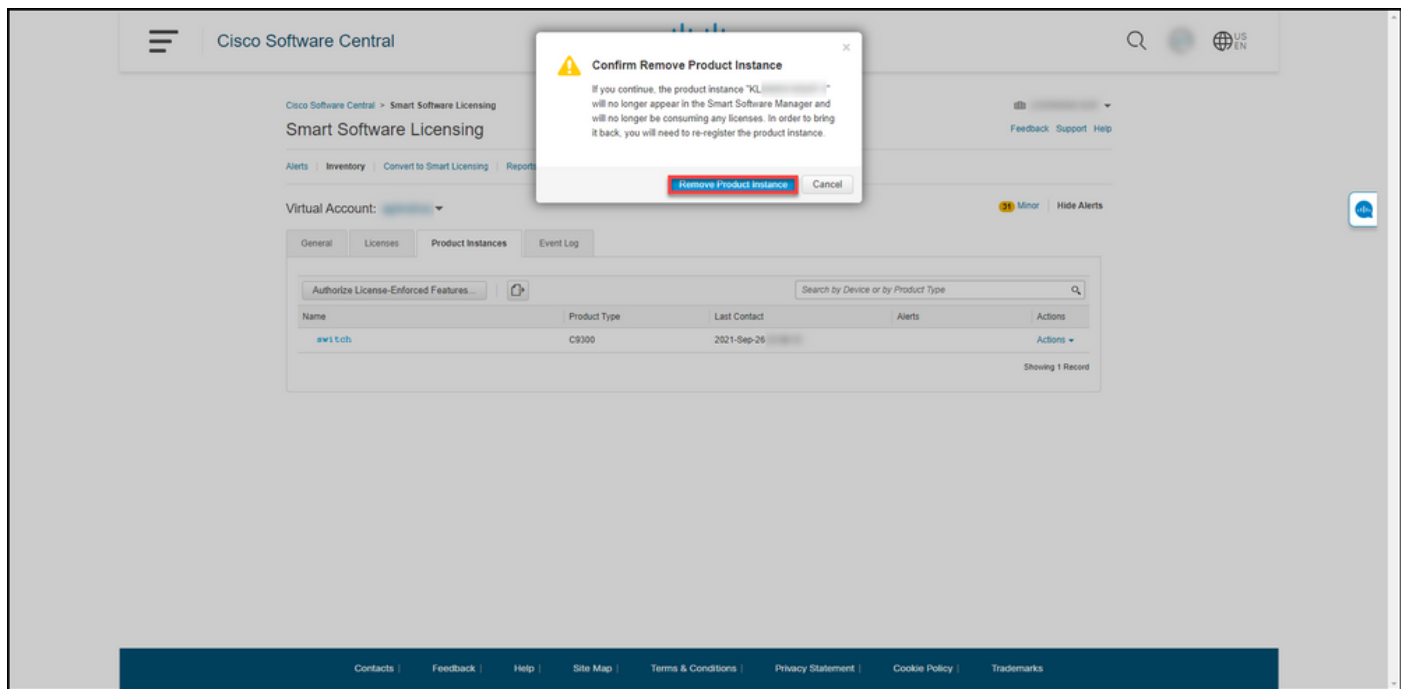 Cisco Software Central
US
EN
Confirm Remove Product Instance
If you continue, the product instance "KL "
will no longer appear in the Smart Software Manager and
will no longer be consuming any licenses. In order to bring
it back, you will need to re-register the product instance.
Remove Product Instance Cancel
Cisco Software Central > Smart Software Licensing
Smart Software Licensing
Feedback Support Help
Alerts | Inventory | Convert to Smart Licensing | Reports
Virtual Account:
31 Minor | Hide Alerts
General Licenses Product Instances Event Log
Authorize License-Enforced Features...
Search by Device or by Product Type
Name Product Type Last Contact Alerts Actions
switch C9300 2021-Sep-26 Actions
Showing 1 Record
Contacts | Feedback | Help | Site Map | Terms & Conditions | Privacy Statement | Cookie Policy | Trademarks